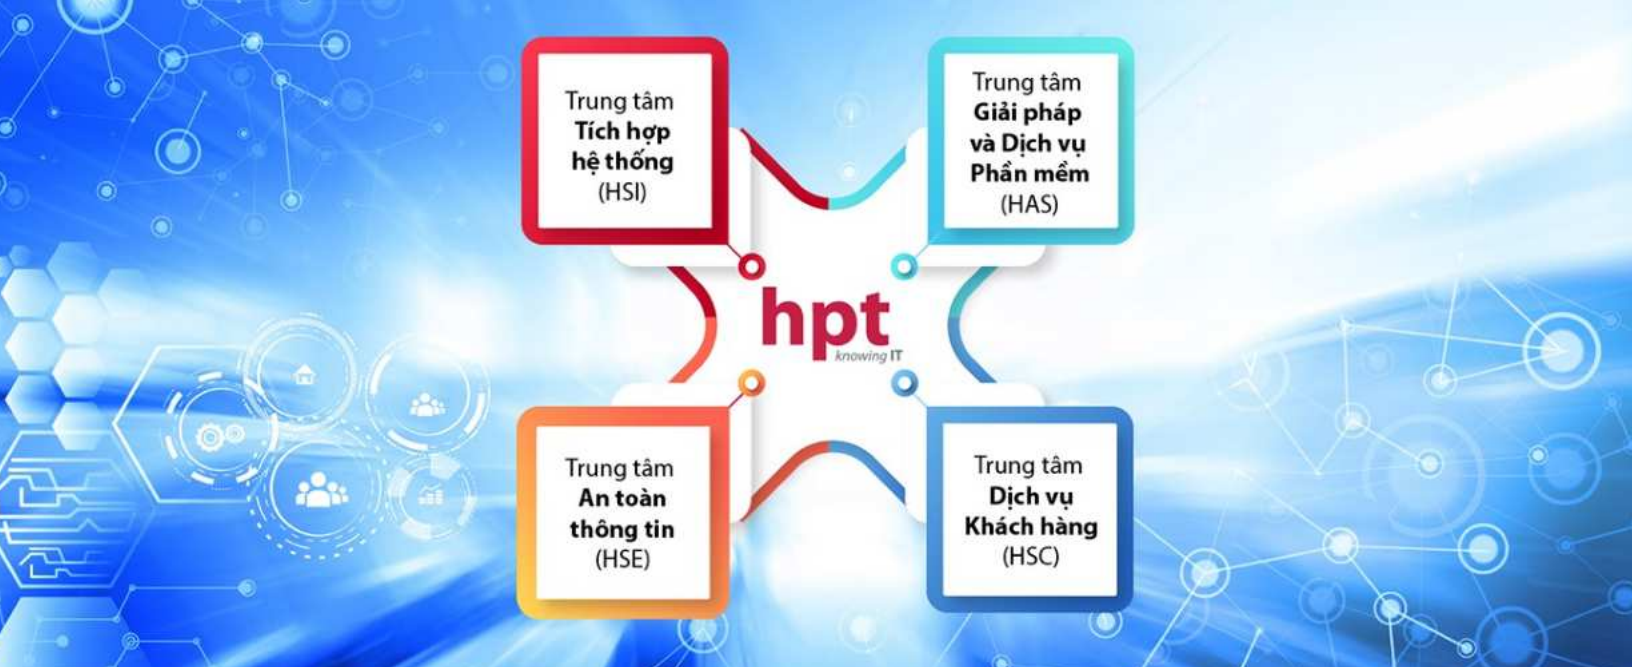 Trung tâm
Tích hợp
hệ thống
(HSI)
Trung tâm
Giải pháp
và Dịch vụ
Phần mềm
(HAS)
hpt
knowing IT
Trung tâm
An toàn
thông tin
(HSE)
Trung tâm
Dịch vụ
Khách hàng
(HSC)